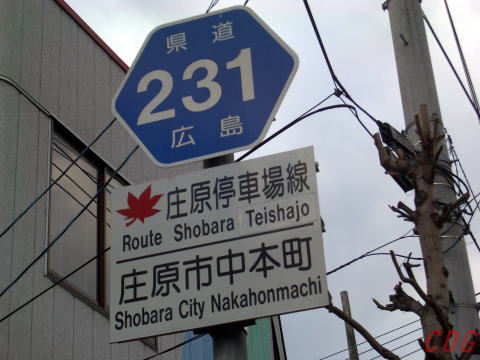 県道
231
広島
庄原停車場線
Route Shobara Teishajo
庄原市中本町
Shobara City Nakahonmachi
CDG